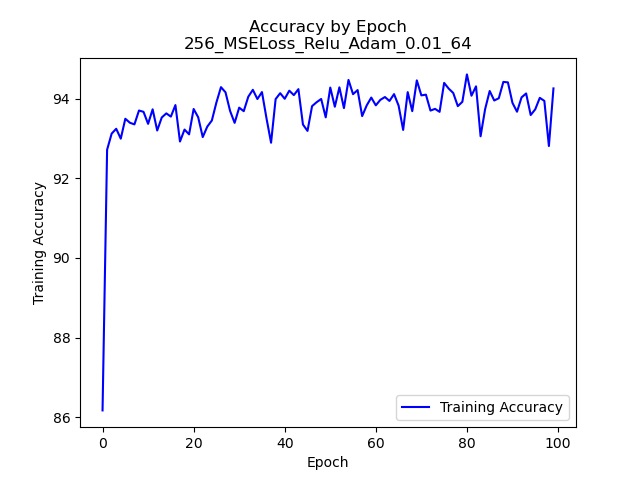 Accuracy by Epoch
256_MSELoss_Relu_Adam_0.01_64
94
92
90
88
86
Training Accuracy
Training Accuracy
0
20
40
60
80
100
Epoch